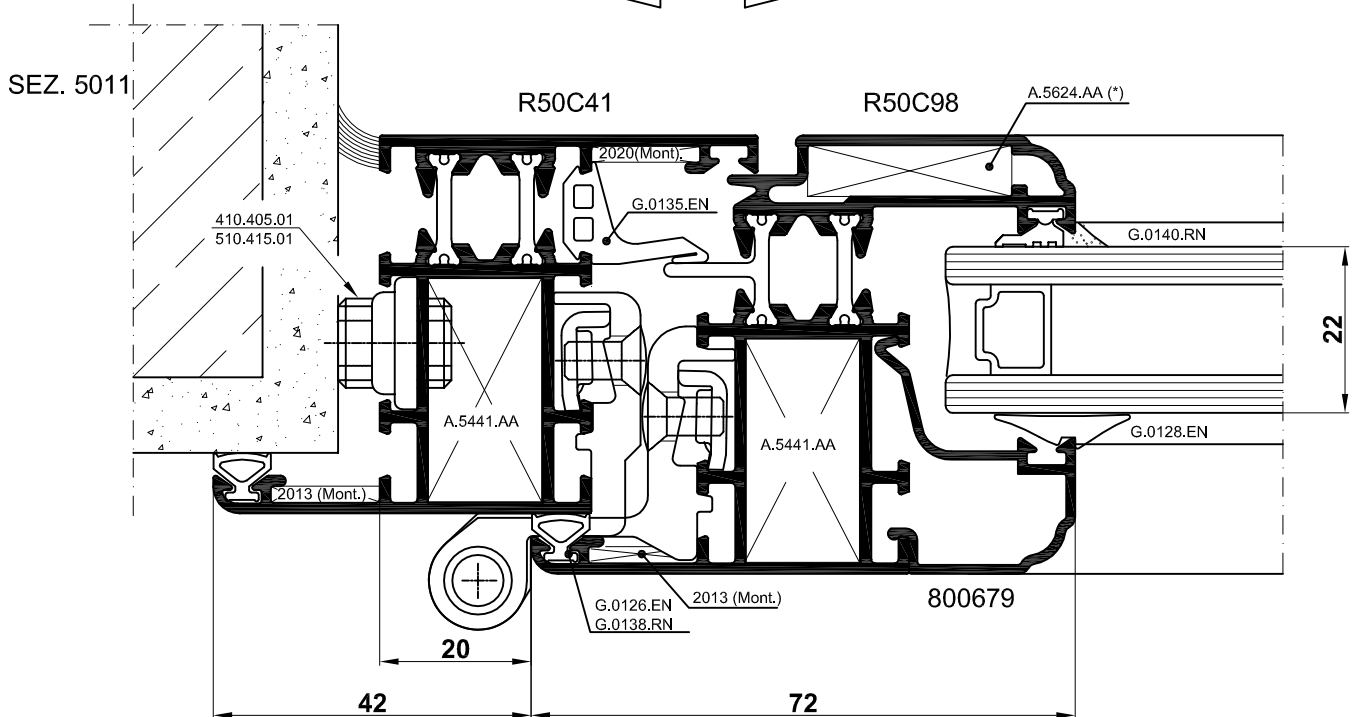 SEZ. 5011
R50C41
R50C98
A.5624.AA (*)
2020(Mont).
410.405.01
510.415.01
G.0135.EN
G.0140.RN
22
A.5441.AA
A.5441.AA
G.0128.EN
2013 (Mont.)
G.0126.EN
G.0138.RN
2013 (Mont.)
800679
20
42
72